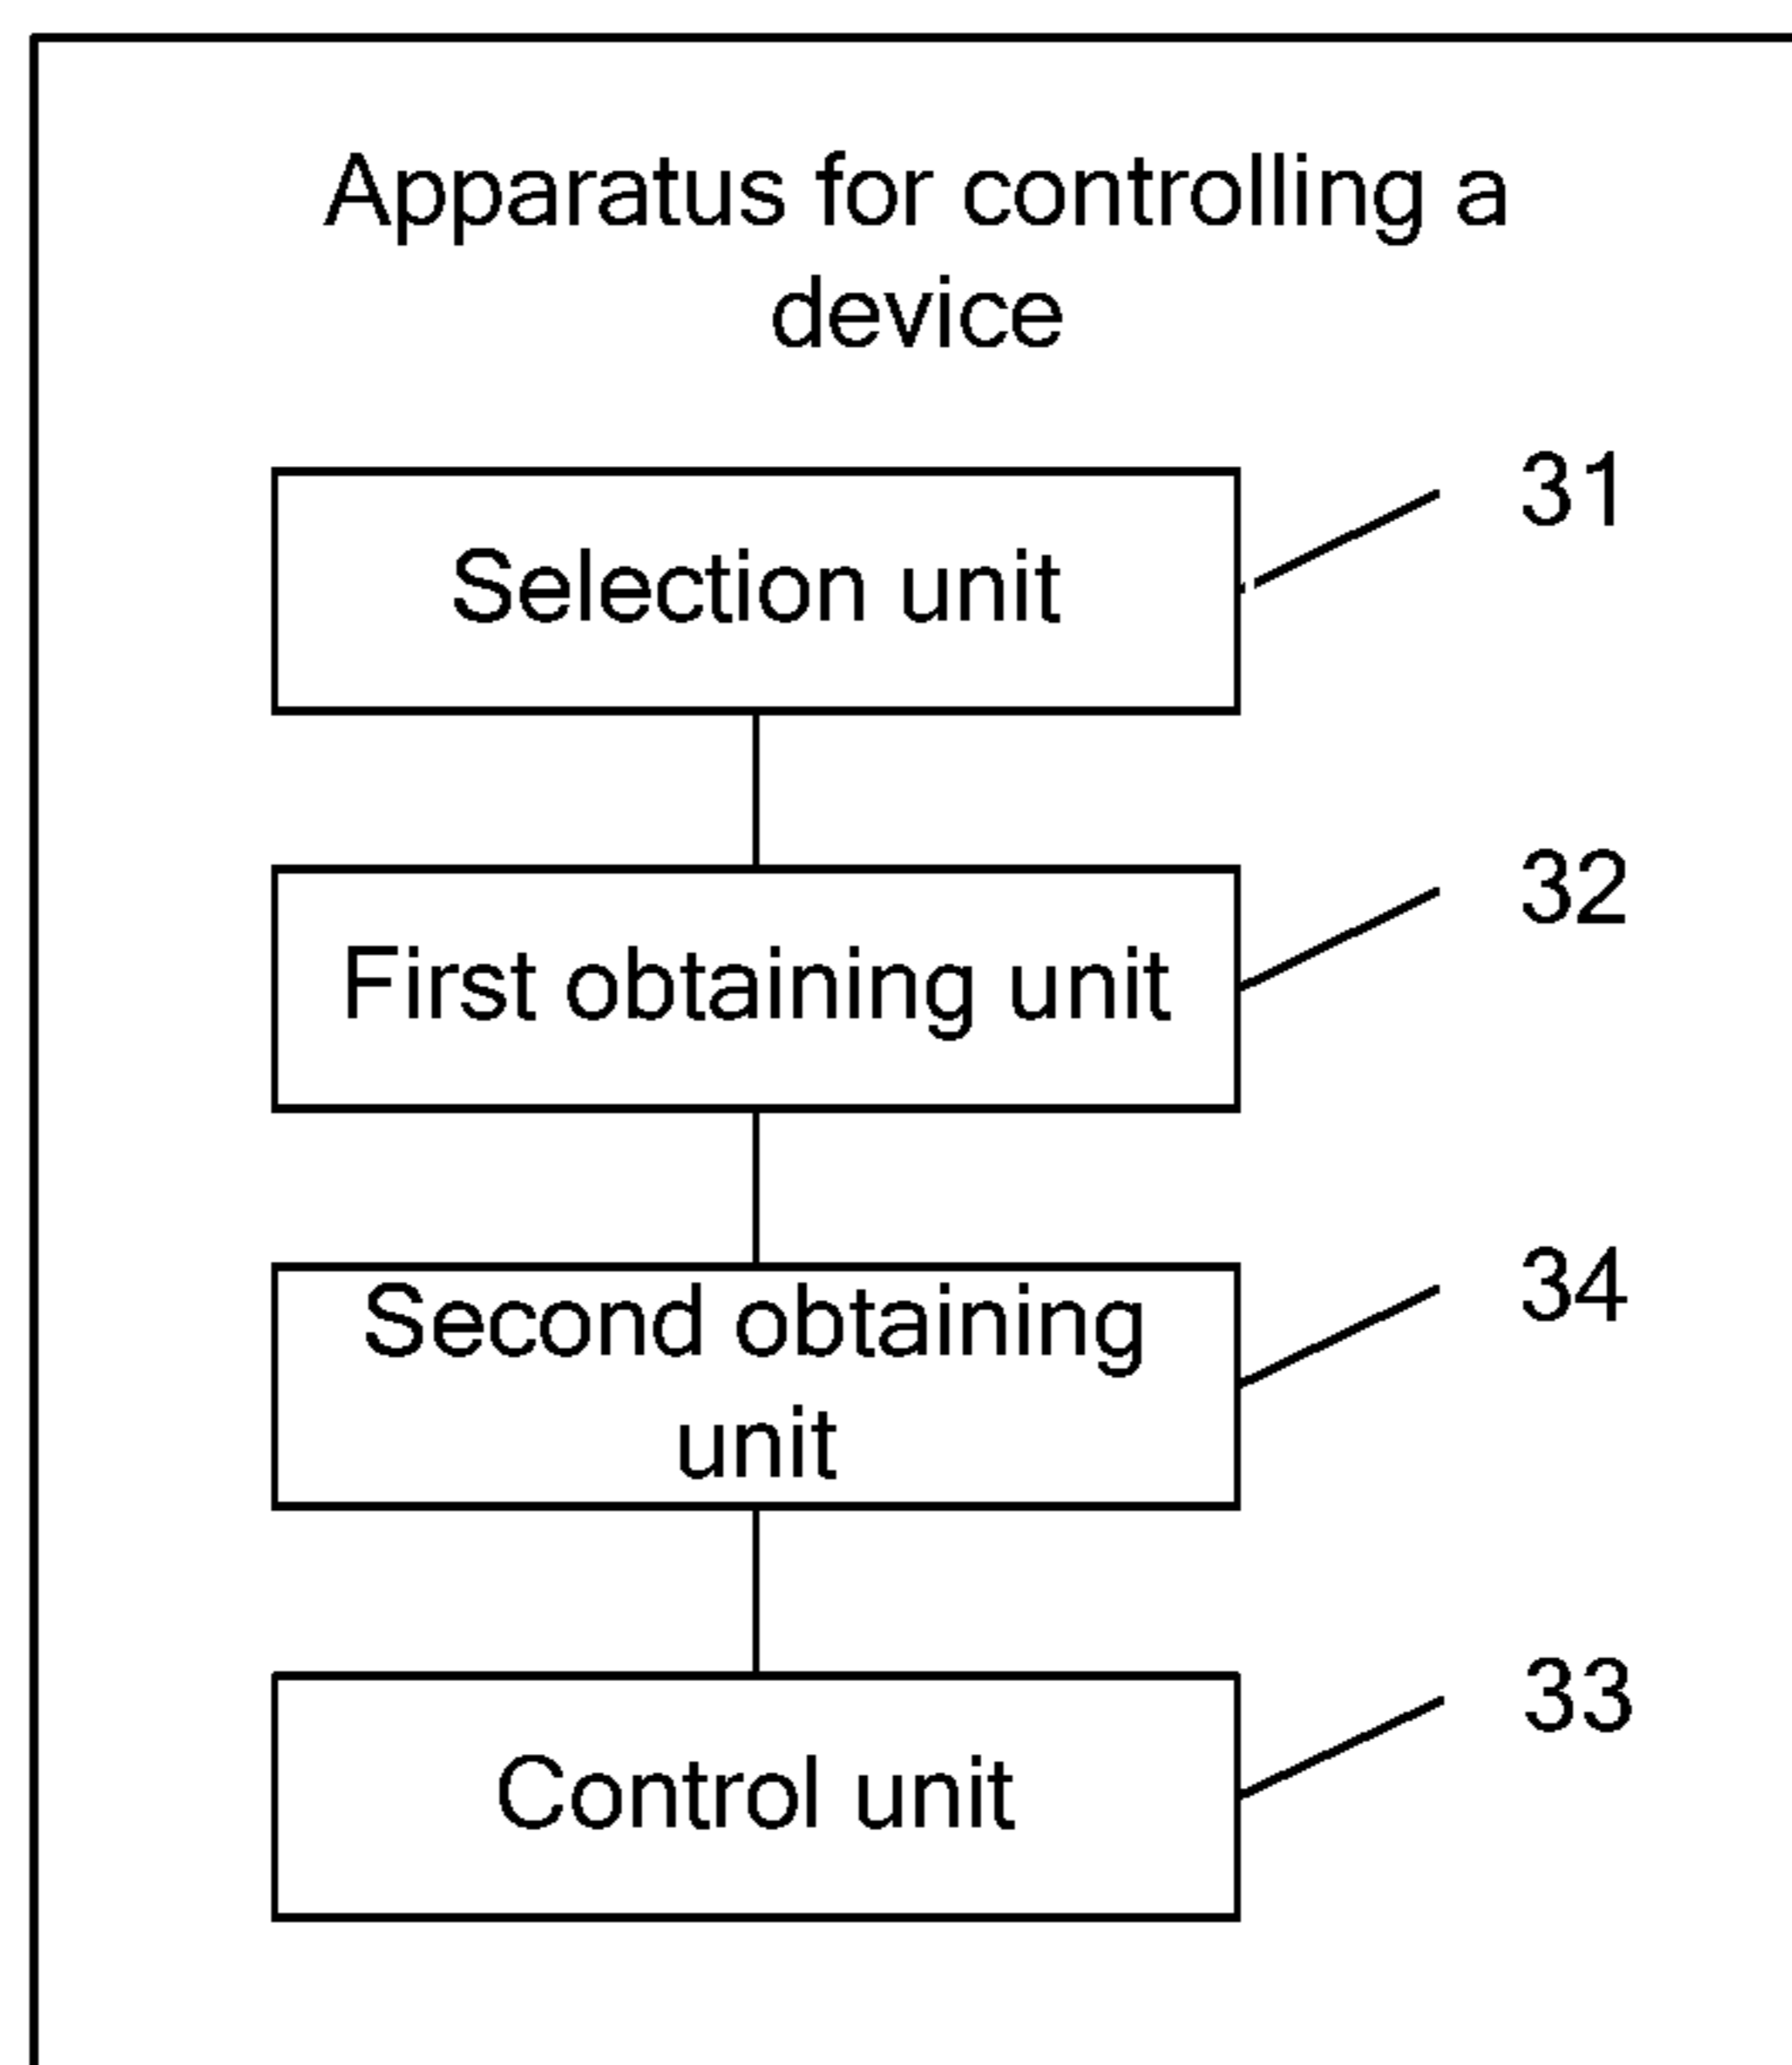 Apparatus for controlling a
device
Selection unit
31
First obtaining unit
32
Second obtaining
unit
34
Control unit
33